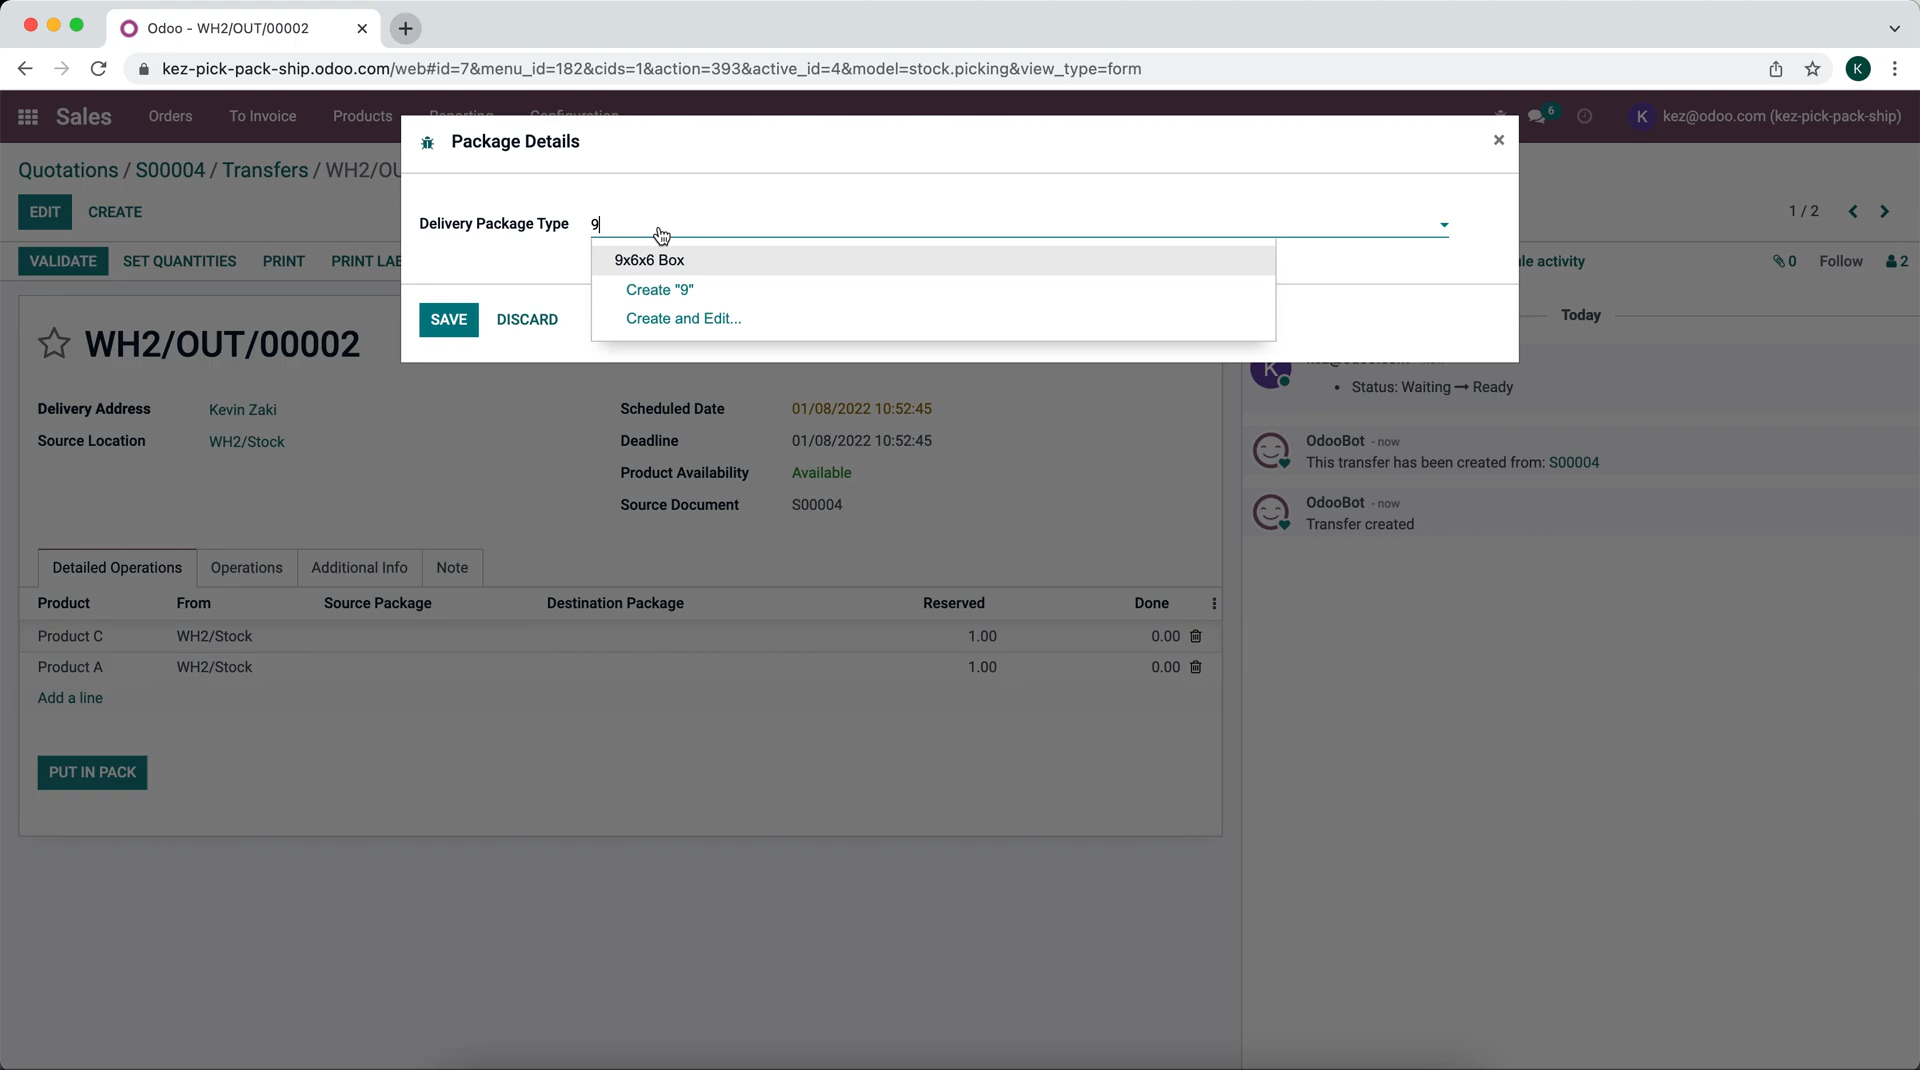 Odoo - WH2/OUT/00002
kez-pick-pack-ship.odoo.com/web#id=7&menu_id=182&cids=1&action=393&active_id=4&model=stock.picking&view_type=form
K
Sales Orders To Invoice Products Reporting Configuration 6 K kez@odoo.com (kez-pick-pack-ship)
Package Details
Quotations / S00004 / Transfers / WH2/OU
EDIT CREATE
1 / 2
Delivery Package Type 9
9x6x6 Box
Create "9"
Create and Edit...
VALIDATE SET QUANTITIES PRINT PRINT LAB
activity 0 Follow 2
SAVE DISCARD
Today
WH2/OUT/00002
K
• Status: Waiting → Ready
Delivery Address Kevin Zaki
Source Location WH2/Stock
Scheduled Date 01/08/2022 10:52:45
Deadline 01/08/2022 10:52:45
Product Availability Available
Source Document S00004
OdooBot - now
This transfer has been created from: S00004
OdooBot - now
Transfer created
Detailed Operations Operations Additional Info Note
Product From Source Package Destination Package Reserved Done
Product C WH2/Stock 1.00 0.00
Product A WH2/Stock 1.00 0.00
Add a line
PUT IN PACK